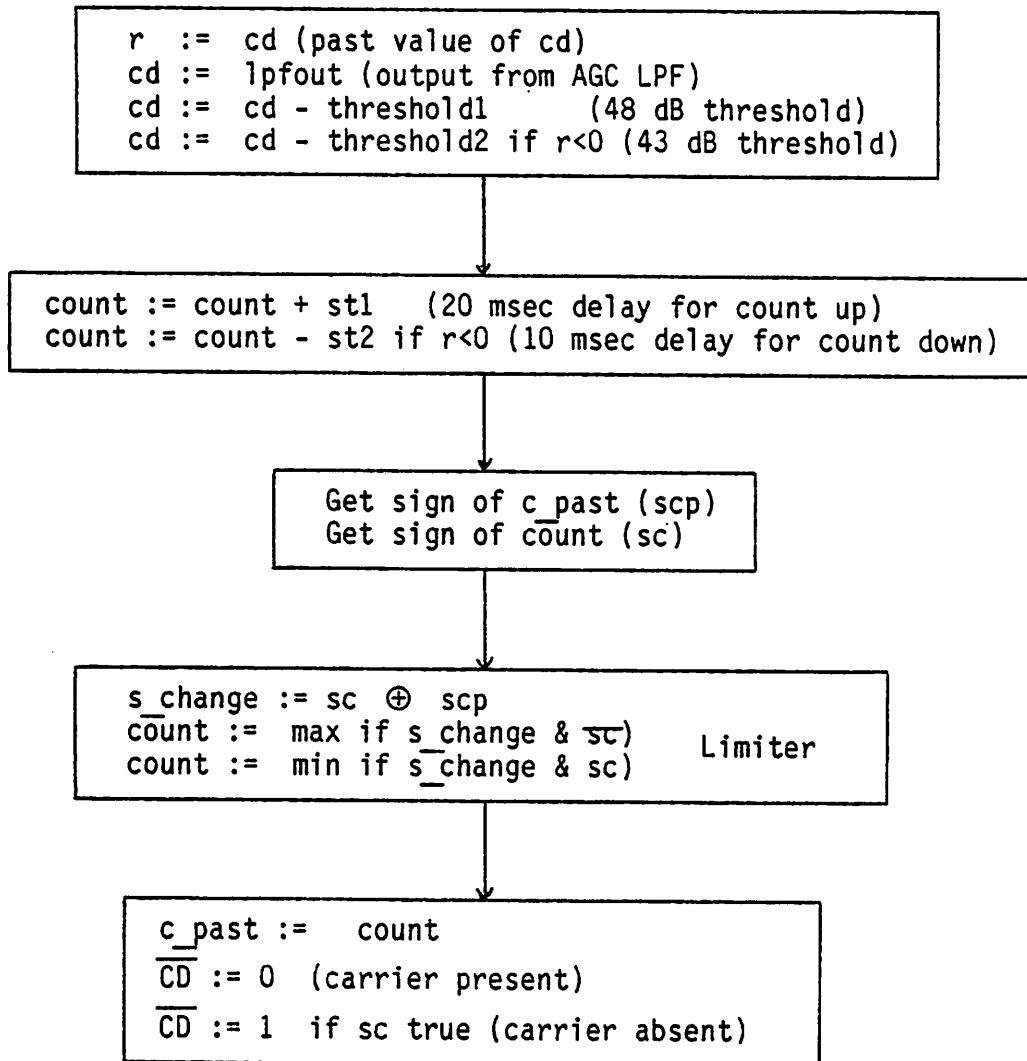 r := cd (past value of cd)
cd := lpfout (output from AGC LPF)
cd := cd - threshold1 (48 dB threshold)
cd := cd - threshold2 if r<0 (43 dB threshold)
count := count + st1 (20 msec delay for count up)
count := count - st2 if r<0 (10 msec delay for count down)
Get sign of c_past (scp)
Get sign of count (sc)
s_change := sc ⊕ scp
count := max if s_change & s̅c̅)
count := min if s_change & sc)
Limiter
c_past := count
C̅D̅ := 0 (carrier present)
C̅D̅ := 1 if sc true (carrier absent)